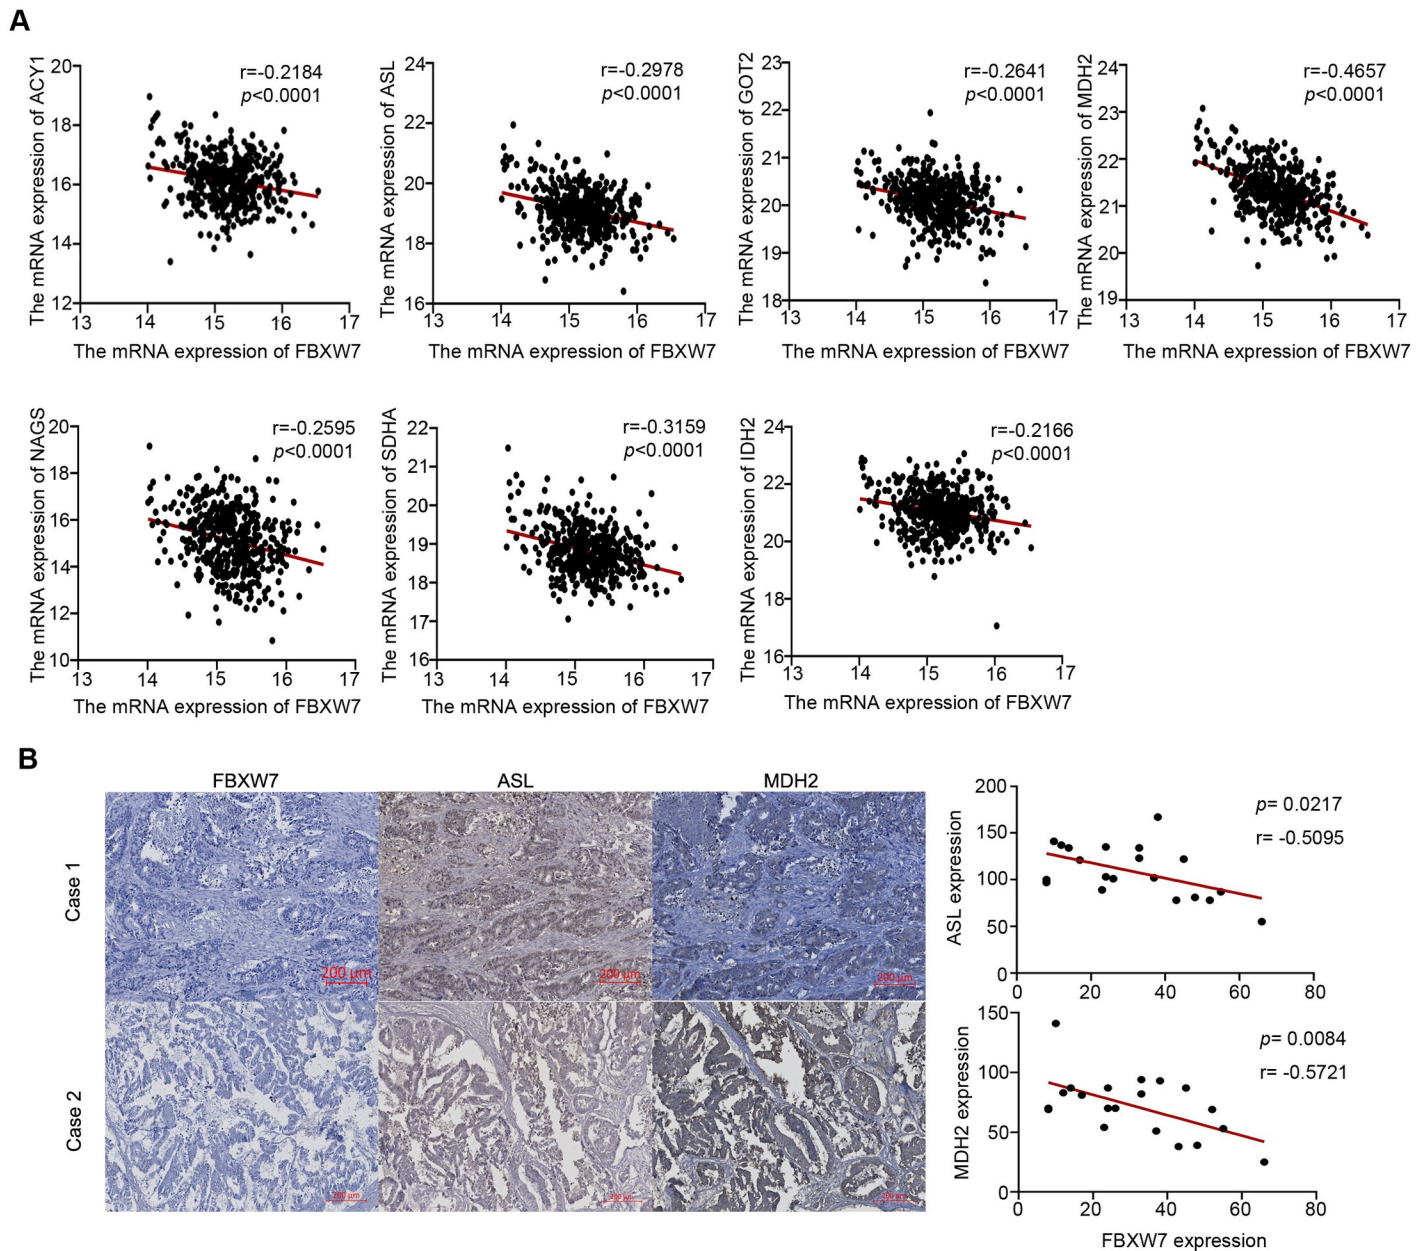 A
The mRNA expression of ACY1
20
18
16
14
12
13 14 15 16 17
r=-0.2184
p<0.0001
The mRNA expression of FBXW7
The mRNA expression of ASL
24
22
20
18
16
13 14 15 16 17
r=-0.2978
p<0.0001
The mRNA expression of FBXW7
The mRNA expression of GOT2
23
22
21
20
19
18
13 14 15 16 17
r=-0.2641
p<0.0001
The mRNA expression of FBXW7
The mRNA expression of MDH2
24
23
22
21
20
19
13 14 15 16 17
r=-0.4657
p<0.0001
The mRNA expression of FBXW7
The mRNA expression of NAGS
20
18
16
14
12
10
13 14 15 16 17
r=-0.2595
p<0.0001
The mRNA expression of FBXW7
The mRNA expression of SDHA
22
21
20
19
18
17
16
13 14 15 16 17
r=-0.3159
p<0.0001
The mRNA expression of FBXW7
The mRNA expression of IDH2
24
22
20
18
16
13 14 15 16 17
r=-0.2166
p<0.0001
The mRNA expression of FBXW7
B
FBXW7 ASL MDH2
Case 1
200 µm 200 µm 200 µm
Case 2
200 µm 200 µm 200 µm
ASL expression
200
150
100
50
0
0 20 40 60 80
p= 0.0217
r= -0.5095
MDH2 expression
150
100
50
0
0 20 40 60 80
p= 0.0084
r= -0.5721
FBXW7 expression